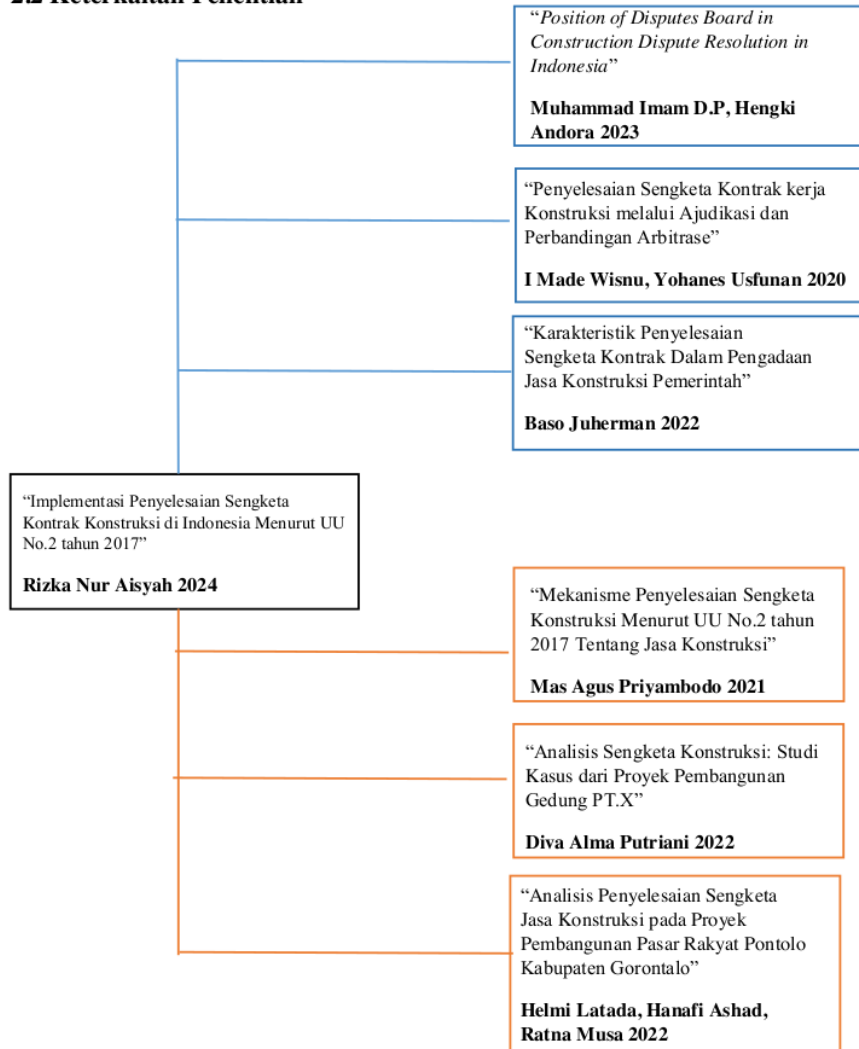 2.2 Keterkaitan Penelitian
“Position of Disputes Board in
Construction Dispute Resolution in
Indonesia”
Muhammad Imam D.P, Hengki
Andora 2023
“Penyelesaian Sengketa Kontrak kerja
Konstruksi melalui Ajudikasi dan
Perbandingan Arbitrase”
I Made Wisnu, Yohanes Usfunan 2020
“Karakteristik Penyelesaian
Sengketa Kontrak Dalam Pengadaan
Jasa Konstruksi Pemerintah”
Baso Juherman 2022
“Implementasi Penyelesaian Sengketa
Kontrak Konstruksi di Indonesia Menurut UU
No.2 tahun 2017”
Rizka Nur Aisyah 2024
“Mekanisme Penyelesaian Sengketa
Konstruksi Menurut UU No.2 tahun
2017 Tentang Jasa Konstruksi”
Mas Agus Priyambodo 2021
“Analisis Sengketa Konstruksi: Studi
Kasus dari Proyek Pembangunan
Gedung PT.X”
Diva Alma Putriani 2022
“Analisis Penyelesaian Sengketa
Jasa Konstruksi pada Proyek
Pembangunan Pasar Rakyat Pontolo
Kabupaten Gorontalo”
Helmi Latada, Hanafi Ashad,
Ratna Musa 2022